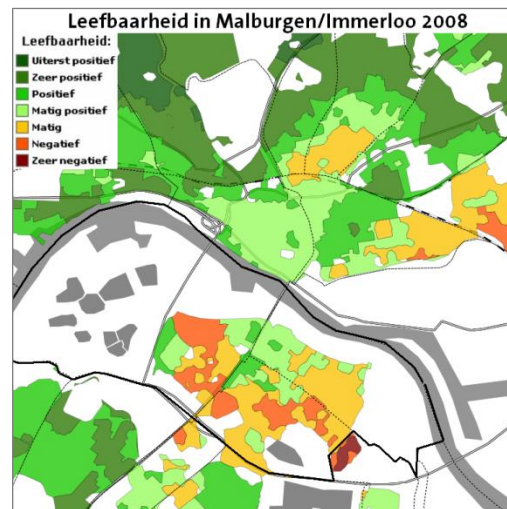 Leefbaarheid in Malburgen/Immerloo 2008
Leefbaarheid:
Uiterst positief
Zeer positief
Positief
Matig positief
Matig
Negatief
Zeer negatief